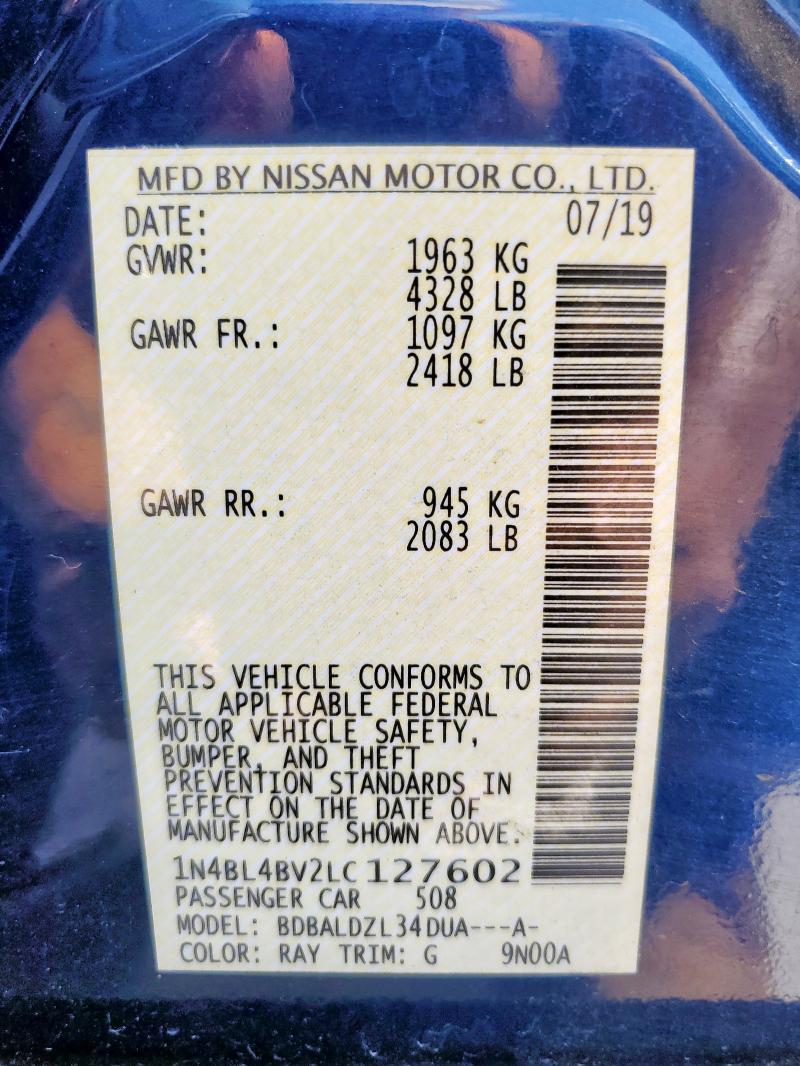 MFD BY NISSAN MOTOR CO., LTD.
DATE: 07/19
GVWR: 1963 KG
4328 LB
GAWR FR.: 1097 KG
2418 LB
GAWR RR.: 945 KG
2083 LB
THIS VEHICLE CONFORMS TO
ALL APPLICABLE FEDERAL
MOTOR VEHICLE SAFETY,
BUMPER, AND THEFT
PREVENTION STANDARDS IN
EFFECT ON THE DATE OF
MANUFACTURE SHOWN ABOVE.
1N4BL4BV2LC127602
PASSENGER CAR 508
MODEL: BDBALDZL34DUA---A-
COLOR: RAY TRIM: G 9N00A